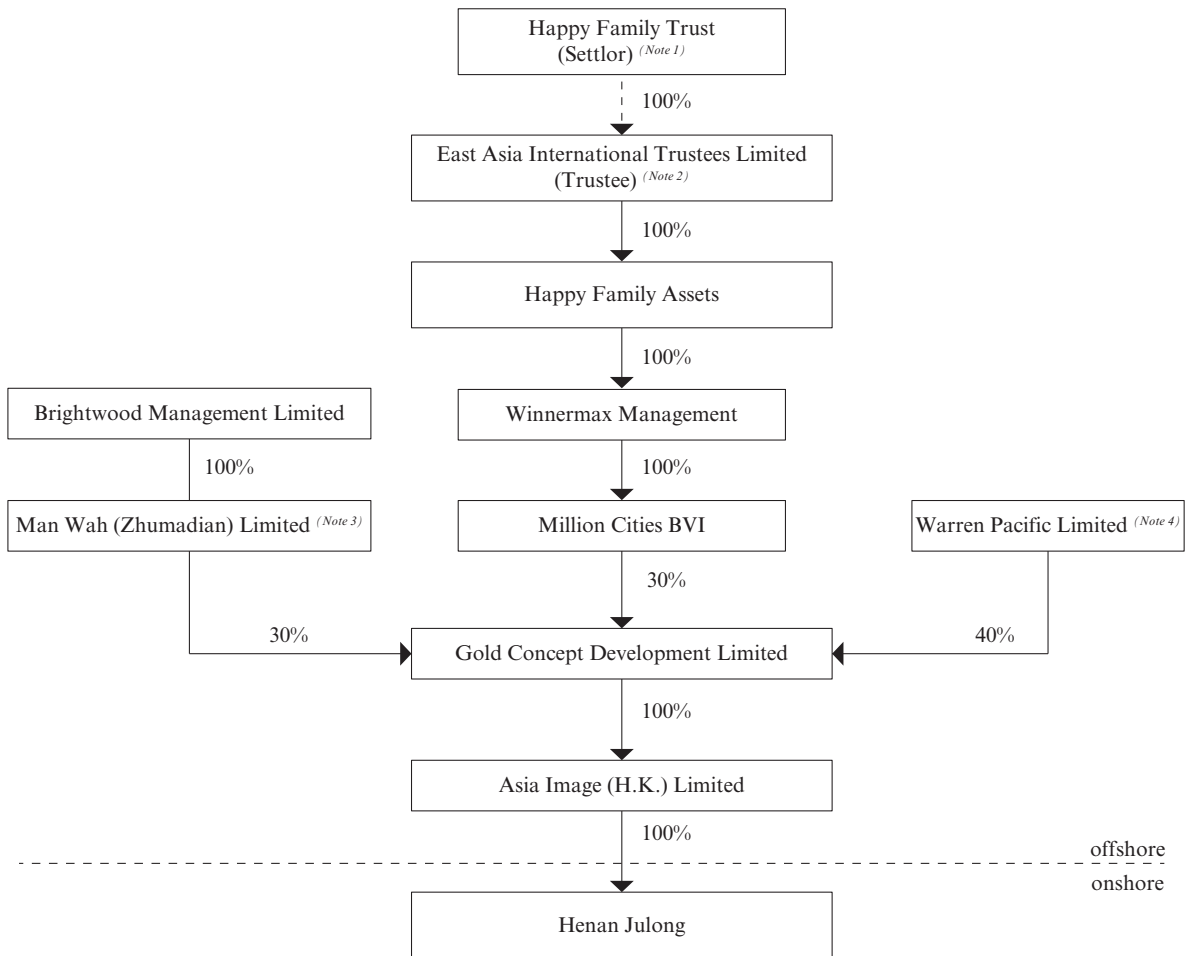 Happy Family Trust
(Settlor) (Note 1)
100%
East Asia International Trustees Limited
(Trustee) (Note 2)
100%
Happy Family Assets
100%
Brightwood Management Limited
Winnermax Management
100%
100%
Man Wah (Zhumadian) Limited (Note 3)
Million Cities BVI
Warren Pacific Limited (Note 4)
30%
30%
40%
Gold Concept Development Limited
100%
Asia Image (H.K.) Limited
100%
offshore
onshore
Henan Julong